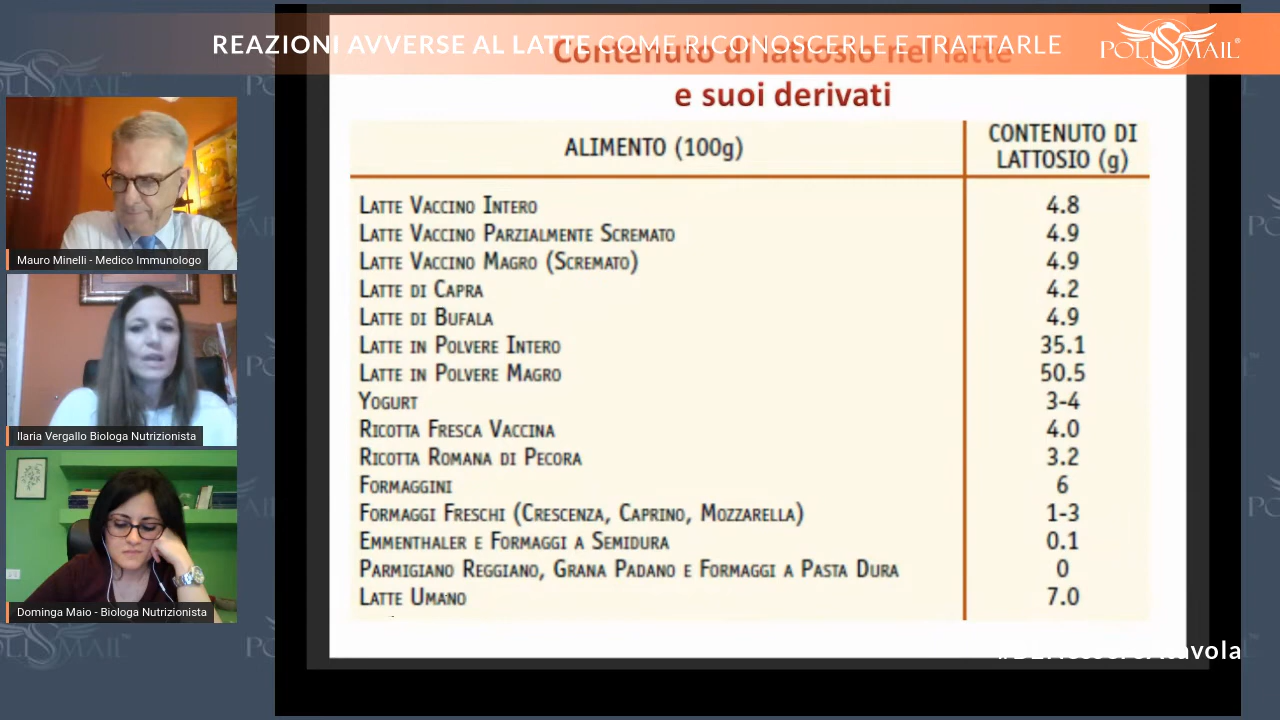 REAZIONI AVVERSE AL LATTE COME RICONOSCERLE E TRATTARLE
POLISMAIL®
Contenuto di lattosio nel latte
e suoi derivati
ALIMENTO (100g)
CONTENUTO DI
LATTOSIO (g)
LATTE VACCINO INTERO 4.8
LATTE VACCINO PARZIALMENTE SCREMATO 4.9
LATTE VACCINO MAGRO (SCREMATO) 4.9
LATTE DI CAPRA 4.2
LATTE DI BUFALA 4.9
LATTE IN POLVERE INTERO 35.1
LATTE IN POLVERE MAGRO 50.5
YOGURT 3-4
RICOTTA FRESCA VACCINA 4.0
RICOTTA ROMANA DI PECORA 3.2
FORMAGGINI 6
FORMAGGI FRESCHI (CRESCENZA, CAPRINO, MOZZARELLA) 1-3
EMMENTHALER E FORMAGGI A SEMIDURA 0.1
PARMIGIANO REGGIANO, GRANA PADANO E FORMAGGI A PASTA DURA 0
LATTE UMANO 7.0
Mauro Minelli - Medico Immunologo
Ilaria Vergallo Biologa Nutrizionista
Dominga Maio - Biologa Nutrizionista